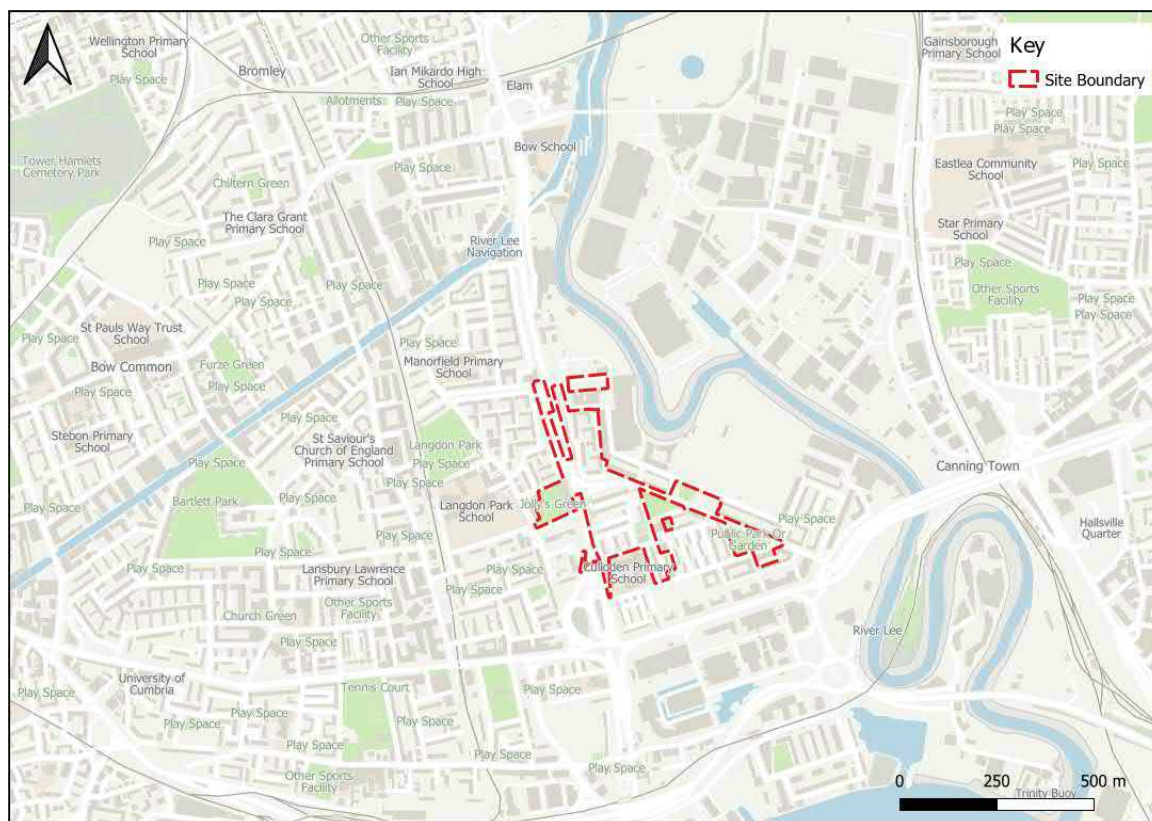 Wellington Primary
School
Play Space
Bromley
Other Sports
Facility
Ian Mikardo High
School
Elam
Allotments
Play Space
Gainsborough
Primary School
Key
Site Boundary
Play Space
Play Space
Bow School
Tower Hamlets
Cemetery Park
Play Space
Eastlea Community
School
Play Space
Chiltern Green
The Clara Grant
Primary School
Play Space
Play Space
River Lee
Navigation
Star Primary
School
Play Space
Play Space
Other Sports
Facility
Play Space
Play Space
Play Space
Play Space
Play Space
St Pauls Way Trust
School
Bow Common
Furze Green
Play Space
Play Space
Manorfield Primary
School
Play Space
Stebon Primary
School
St Saviour's
Church of England
Primary School
Langdon Park
Play Space
Play Space
Bartlett Park
Langdon Park
School
Jolly's Green
Canning Town
Play Space
Play Space
Public Park Or
Garden
Hallsville
Quarter
Play Space
Lansbury Lawrence
Primary School
Play Space
Culloden Primary
School
Play Space
Church Green
Other Sports
Facility
Play Space
River Lee
Play Space
University of
Cumbria
Tennis Court
Play Space
Play Space
Play Space
Play Space
Play Space
Play Space
Other Sports
Facility
Play Space
Play Space
0 250 500 m
Trinity Buoy